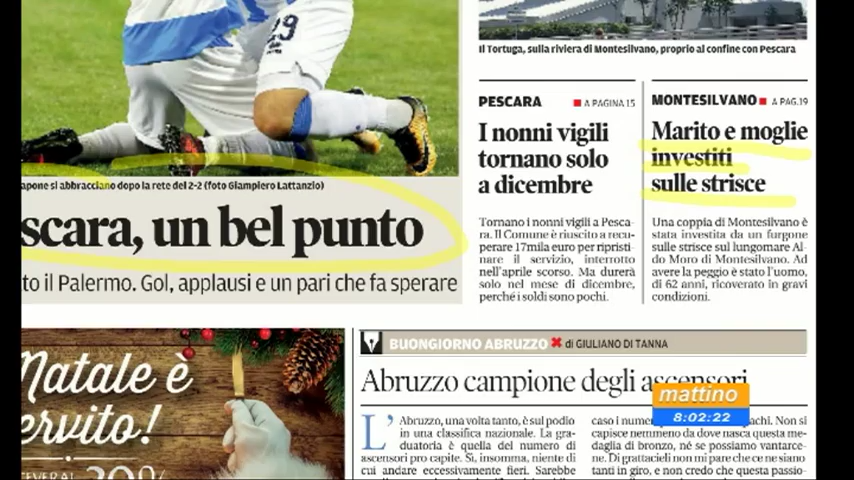 29
Il Tortuga, sulla riviera di Montesilvano, proprio al confine con Pescara
PESCARA A PAGINA 15
I nonni vigili
tornano solo
a dicembre
Tornano i nonni vigili a Pesca-
ra. Il Comune è riuscito a recu-
perare 17mila euro per ripristi-
nare il servizio, interrotto
nell'aprile scorso. Ma durerà
solo nel mese di dicembre,
perché i soldi sono pochi.
MONTESILVANO A PAG.19
Marito e moglie
investiti
sulle strisce
Una coppia di Montesilvano è
stata investita da un furgone
sulle strisce sul lungomare Al-
do Moro di Montesilvano. Ad
avere la peggio è stato l'uomo,
di 62 anni, ricoverato in gravi
condizioni.
apone si abbracciano dopo la rete del 2-2 (foto Giampiero Lattanzio)
scara, un bel punto
to il Palermo. Gol, applausi e un pari che fa sperare
Natale è
ervito!
BUONGIORNO ABRUZZO di GIULIANO DI TANNA
Abruzzo campione degli ascensori
L'Abruzzo, una volta tanto, è sul podio
in una classifica nazionale. La gra-
duatoria è quella del numero di
ascensori pro capite. Sì, insomma, niente di
cui andare eccessivamente fieri. Sarebbe
caso i nume
achi. Non si
capisce nemmeno da dove nasca questa me-
daglia di bronzo, né se possiamo vantarce-
ne. Di grattacieli non mi pare che ce ne siano
tanti in giro, e non credo che questa passio-
mattino
8:02:22